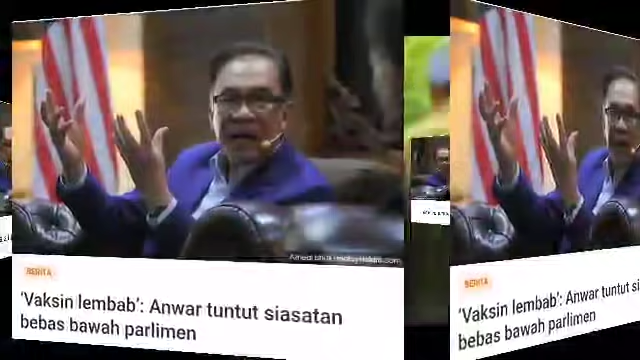 BERITA
'Vaksin lembab': Anwar tuntut siasatan
bebas bawah parlimen
BERITA
'Vaksin lembab': Anwar tuntut si
bebas bawah parlimen